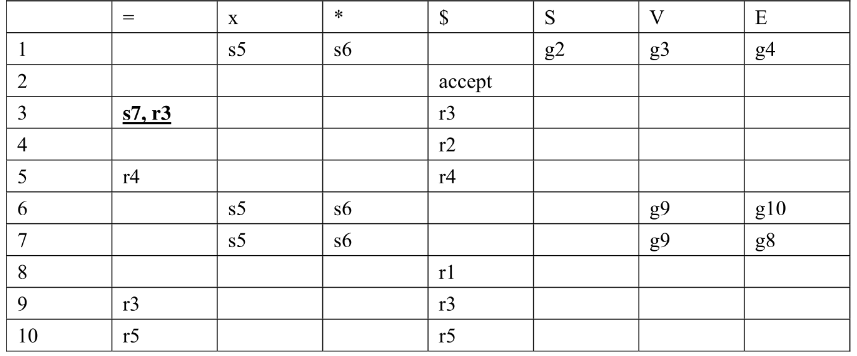 = x * $ S V E
1 s5 s6 g2 g3 g4
2 accept
3 s7, r3 r3
4 r2
5 r4 r4
6 s5 s6 g9 g10
7 s5 s6 g9 g8
8 r1
9 r3 r3
10 r5 r5